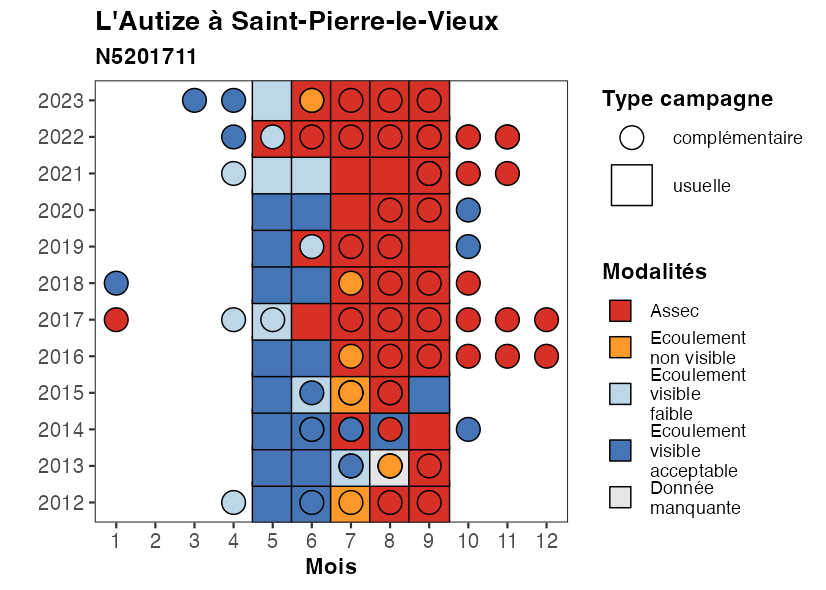 L'Autize à Saint-Pierre-le-Vieux
N5201711
2023
2022
2021
2020
2019
2018
2017
2016
2015
2014
2013
2012
1 2 3 4 5 6 7 8 9 10 11 12
Mois
Type campagne
complémentaire
usuelle
Modalités
Assec
Ecoulement
non visible
Ecoulement
visible
faible
Ecoulement
visible
acceptable
Donnée
manquante